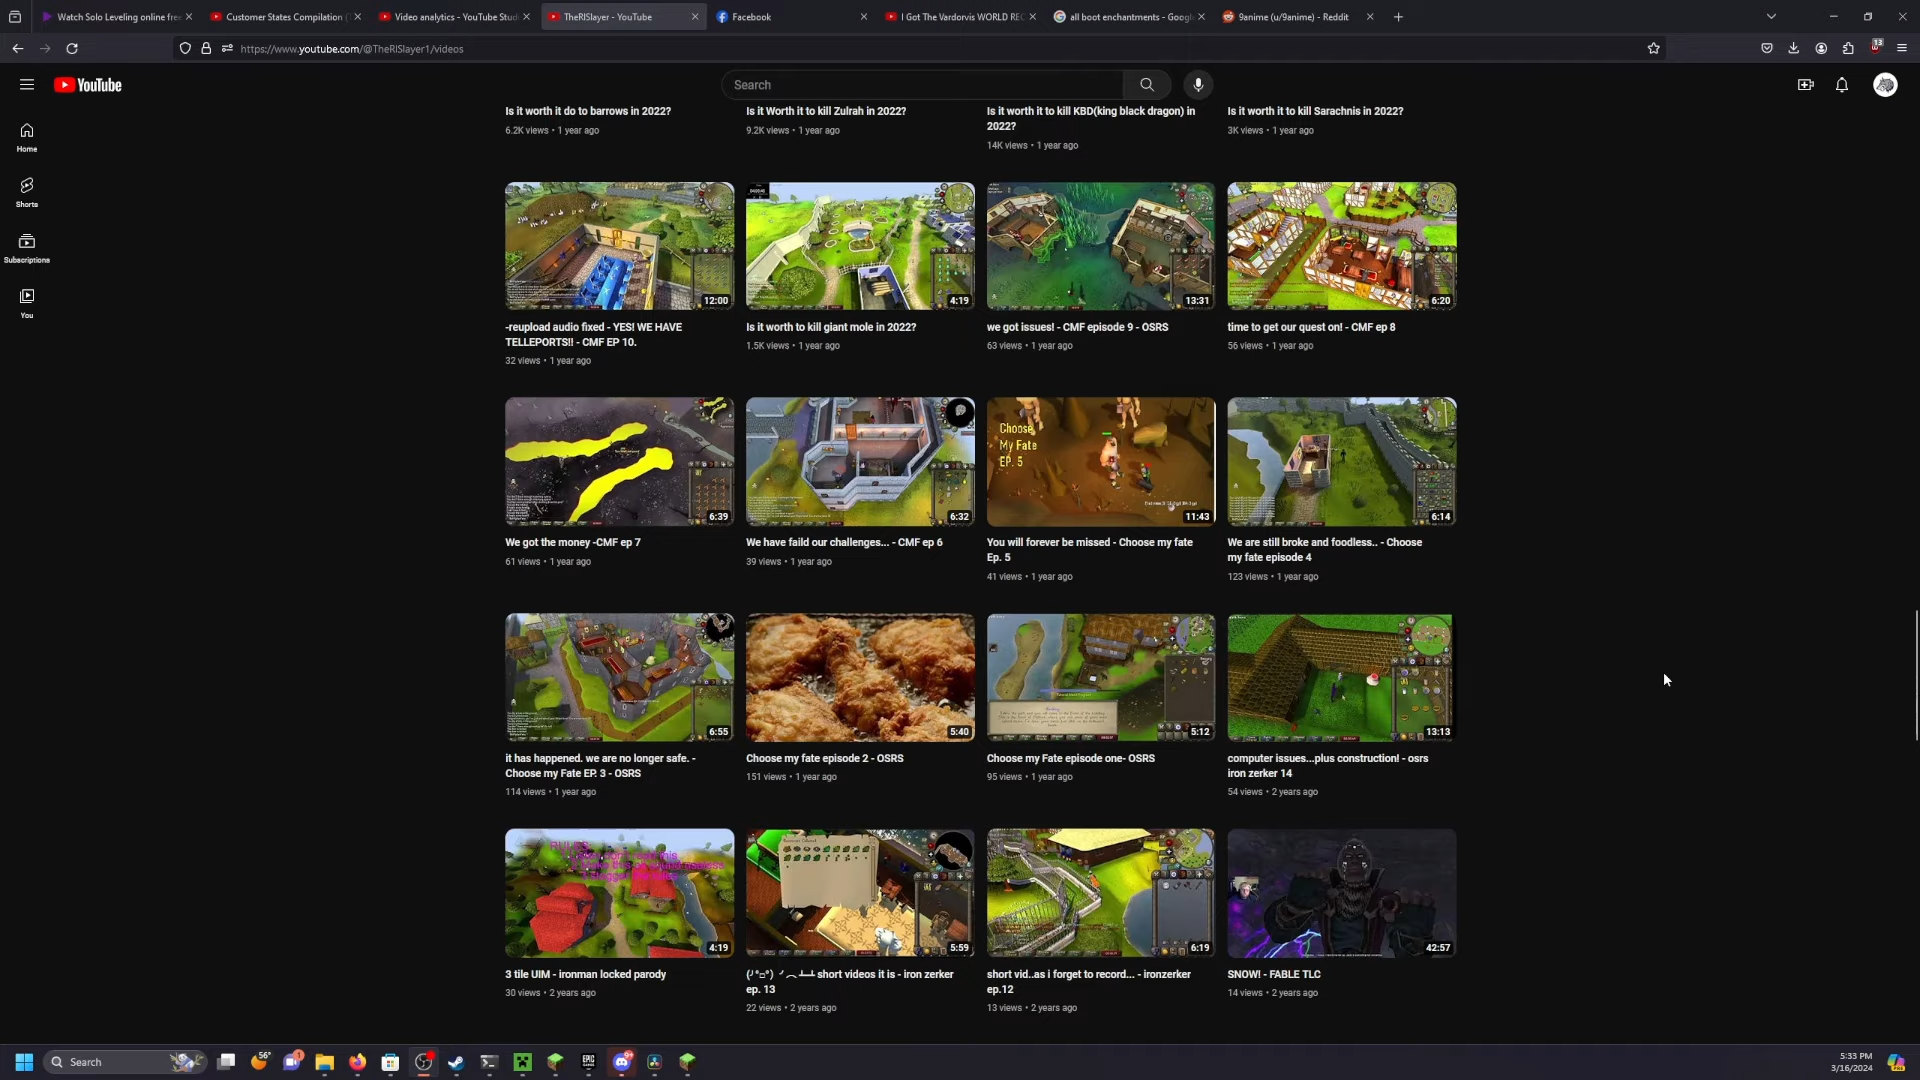 Watch Solo Leveling online free
Customer States Compilation (T
Video analytics - YouTube Stud
TheRISlayer - YouTube
Facebook
I Got The Vardorvis WORLD REC
all boot enchantments - Google
9anime (u/9anime) - Reddit
https://www.youtube.com/@TheRISlayer1/videos
13
YouTube
Search
Home
Shorts
Subscriptions
You
Is it worth it do to barrows in 2022?
6.2K views • 1 year ago
Is it Worth it to kill Zulrah in 2022?
9.2K views • 1 year ago
Is it worth it to kill KBD(king black dragon) in
2022?
14K views • 1 year ago
Is it worth it to kill Sarachnis in 2022?
3K views • 1 year ago
12:00
-reupload audio fixed - YES! WE HAVE
TELLEPORTS!! - CMF EP 10.
32 views • 1 year ago
4:19
Is it worth to kill giant mole in 2022?
1.5K views • 1 year ago
13:31
we got issues! - CMF episode 9 - OSRS
63 views • 1 year ago
6:20
time to get our quest on! - CMF ep 8
56 views • 1 year ago
6:39
We got the money -CMF ep 7
61 views • 1 year ago
6:32
We have faild our challenges... - CMF ep 6
39 views • 1 year ago
Choose
My Fate
EP. 5
11:43
You will forever be missed - Choose my fate
Ep. 5
41 views • 1 year ago
6:14
We are still broke and foodless.. - Choose
my fate episode 4
123 views • 1 year ago
6:55
it has happened. we are no longer safe. -
Choose my Fate EP. 3 - OSRS
114 views • 1 year ago
5:40
Choose my fate episode 2 - OSRS
151 views • 1 year ago
5:12
Choose my Fate episode one- OSRS
95 views • 1 year ago
13:13
computer issues...plus construction! - osrs
iron zerker 14
54 views • 2 years ago
RULES
4:19
3 tile UIM - ironman locked parody
30 views • 2 years ago
5:59
(╯°□°)╯︵ ┻━┻ short videos it is - iron zerker
ep. 13
22 views • 2 years ago
6:19
short vid..as i forget to record... - ironzerker
ep.12
13 views • 2 years ago
42:57
SNOW! - FABLE TLC
14 views • 2 years ago
Search
56°
1
EPIC
5:33 PM
3/16/2024